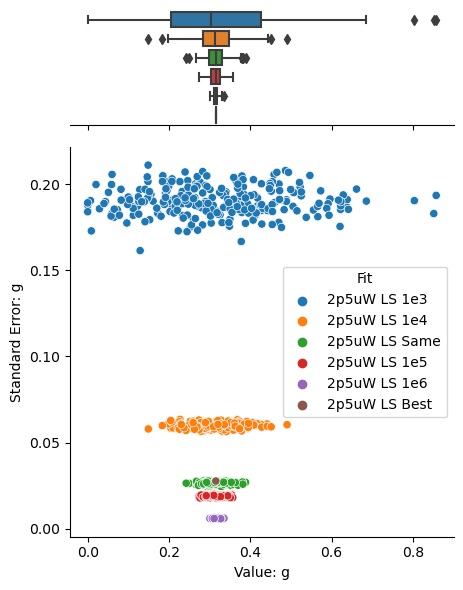 0.20
0.15
0.10
0.05
0.00
Standard Error: g
Fit
2p5uW LS 1e3
2p5uW LS 1e4
2p5uW LS Same
2p5uW LS 1e5
2p5uW LS 1e6
2p5uW LS Best
0.0 0.2 0.4 0.6 0.8
Value: g